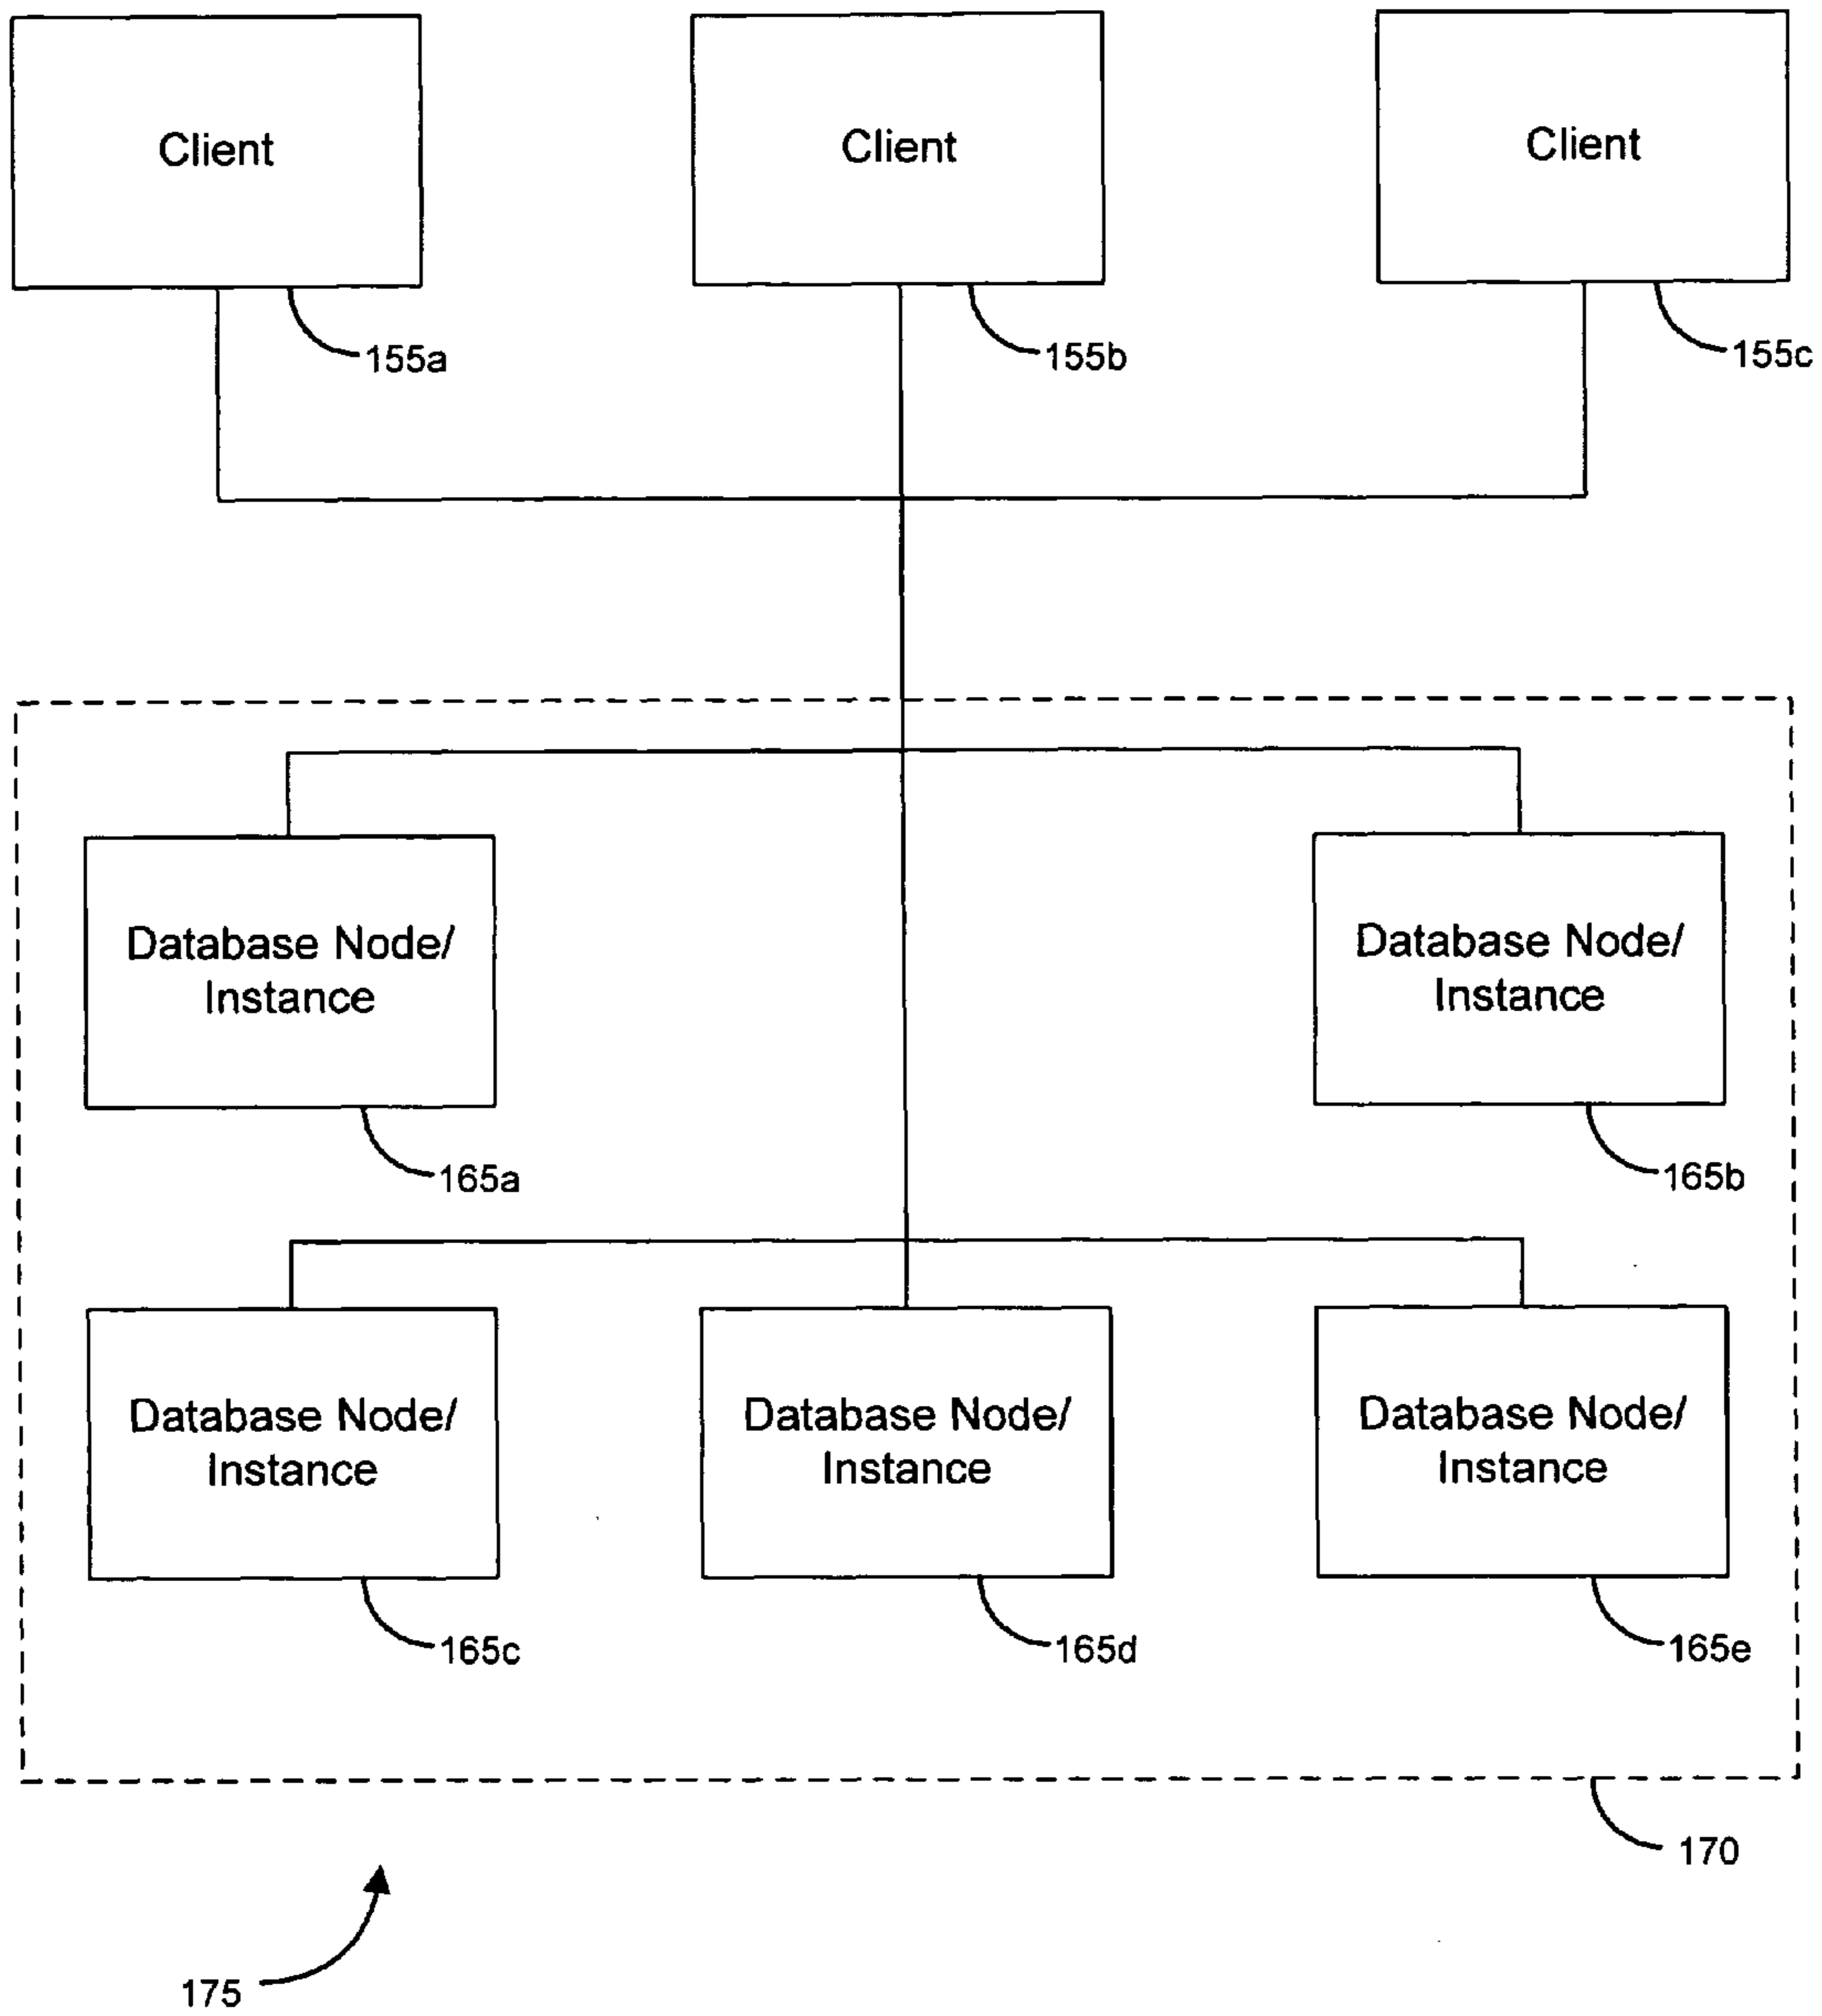 Client
Client
Client
155a
155b
155c
Database Node/
Instance
Database Node/
Instance
165a
165b
Database Node/
Instance
Database Node/
Instance
Database Node/
Instance
165c
165d
165e
170
175